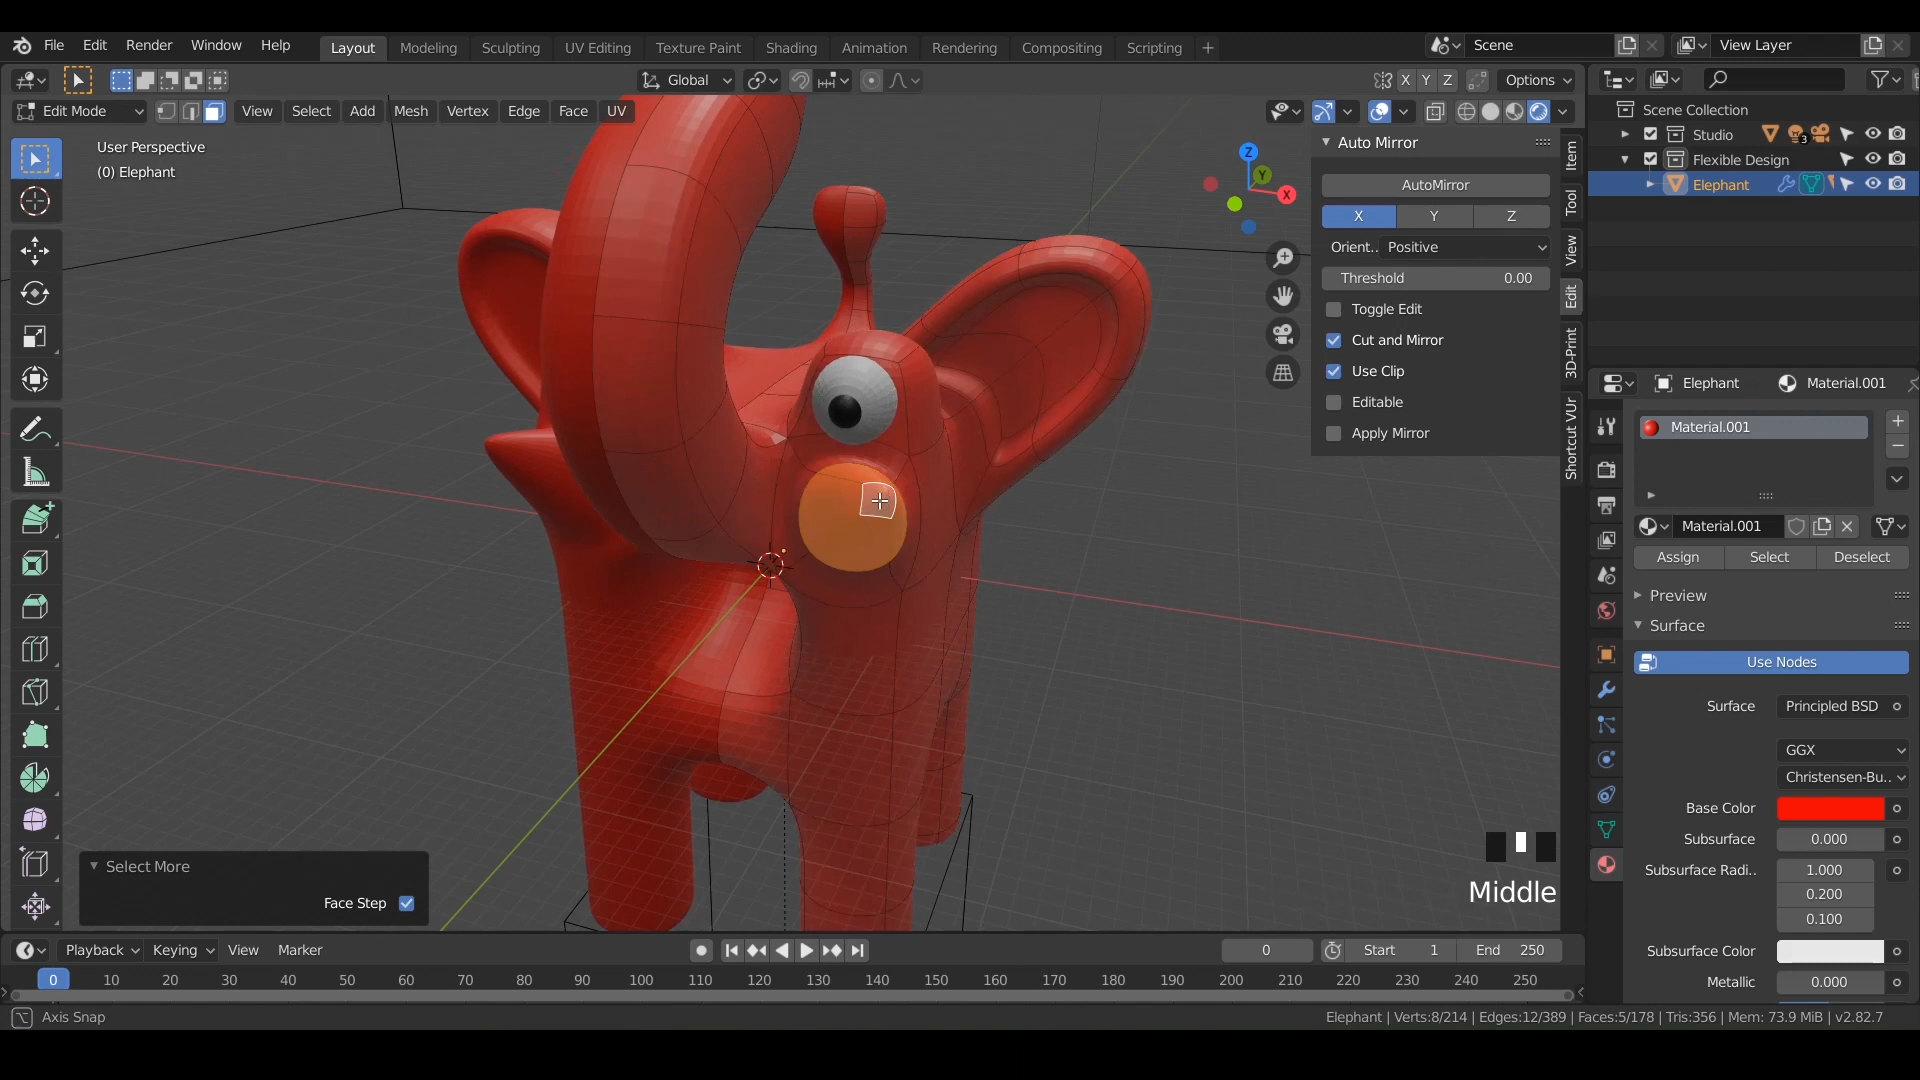 File Edit Render Window Help Layout Modeling Sculpting UV Editing Texture Paint Shading Animation Rendering Compositing Scripting + Scene View Layer
Global X Y Z Options
Edit Mode View Select Add Mesh Vertex Edge Face UV
User Perspective
(0) Elephant
Z
Y
X
Auto Mirror
AutoMirror
X Y Z
Orient.. Positive
Threshold 0.00
Toggle Edit
Cut and Mirror
Use Clip
Editable
Apply Mirror
Item
Tool
View
Edit
3D-Print
Shortcut VUr
Scene Collection
Studio 3
Flexible Design
Elephant
Elephant Material.001
Material.001
Material.001
Assign Select Deselect
Preview
Surface
Use Nodes
Surface Principled BSD
GGX
Christensen-Bu..
Base Color
Subsurface 0.000
Subsurface Radi.. 1.000
0.200
0.100
Subsurface Color
Metallic 0.000
Middle
Select More
Face Step
Playback Keying View Marker 0 Start 1 End 250
0 10 20 30 40 50 60 70 80 90 100 110 120 130 140 150 160 170 180 190 200 210 220 230 240 250
Axis Snap
Elephant | Verts:8/214 | Edges:12/389 | Faces:5/178 | Tris:356 | Mem: 73.9 MiB | v2.82.7